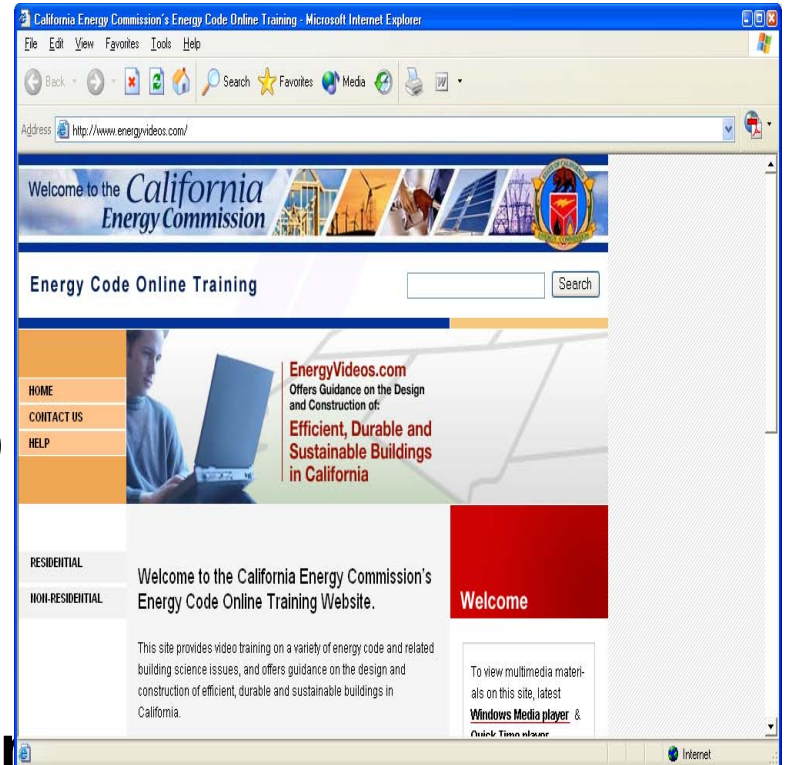 California Energy Commission's Energy Code Online Training - Microsoft Internet Explorer
File Edit View Favorites Tools Help
Back Search Favorites Media
Address http://www.energyvideos.com/
Welcome to the California
Energy Commission
Energy Code Online Training Search
EnergyVideos.com
Offers Guidance on the Design
and Construction of:
Efficient, Durable and
Sustainable Buildings
in California
HOME
CONTACT US
HELP
RESIDENTIAL
NON-RESIDENTIAL
Welcome to the California Energy Commission's
Energy Code Online Training Website.
This site provides video training on a variety of energy code and related
building science issues, and offers guidance on the design and
construction of efficient, durable and sustainable buildings in
California.
Welcome
To view multimedia materi-
als on this site, latest
Windows Media player &
Quick Time player
Internet